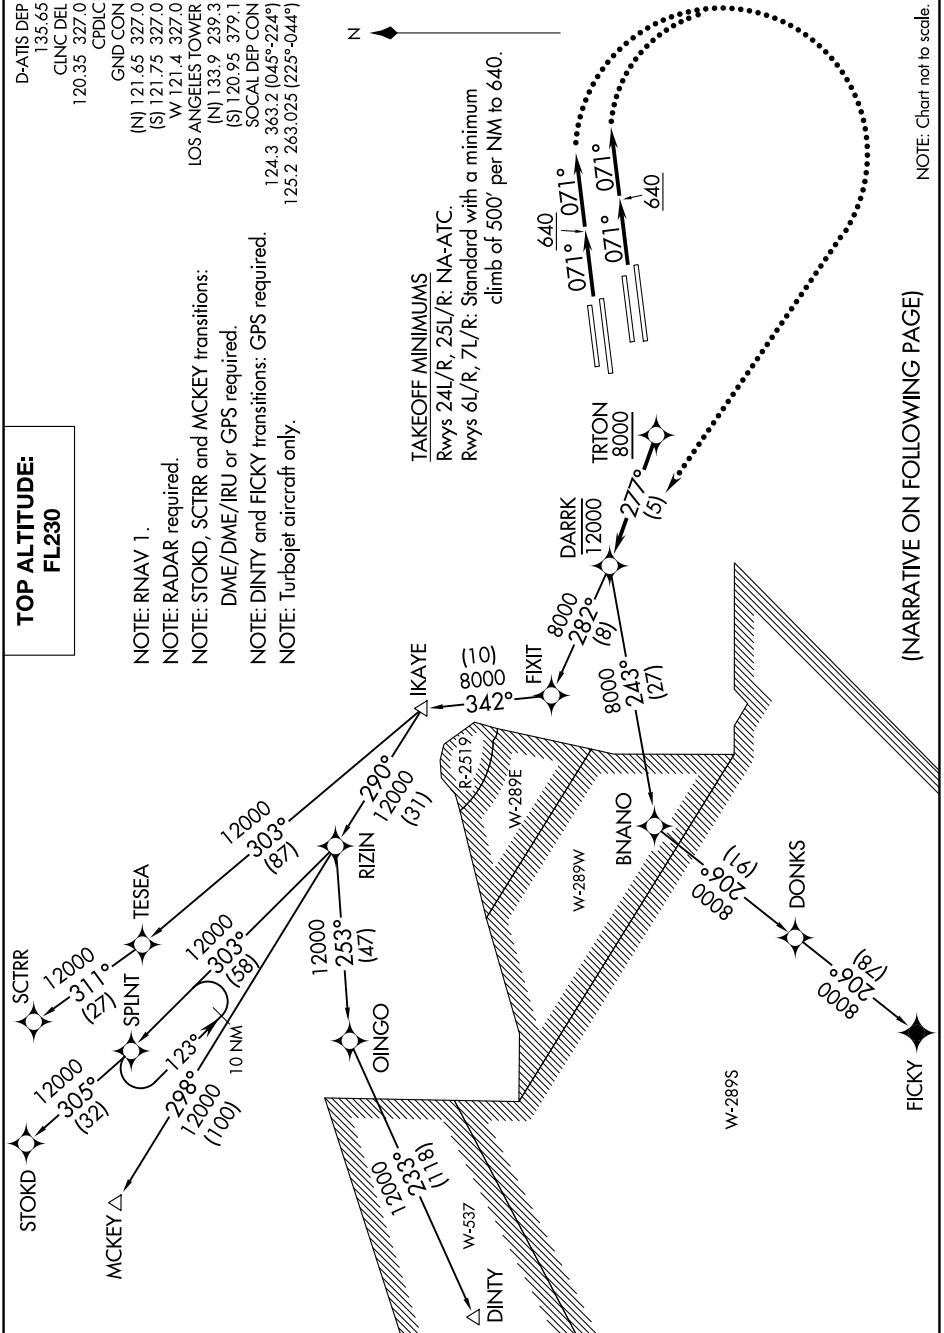 TOP ALTITUDE:
FL230
D-ATIS DEP
135.65
CLNC DEL
120.35 327.0
CPDLC
GND CON
(N) 121.65 327.0
(S) 121.75 327.0
W 121.4 327.0
LOS ANGELES TOWER
(N) 133.9 239.3
(S) 120.95 379.1
SOCAL DEP CON
124.3 363.2 (045°-224°)
125.2 263.025 (225°-044°)
NOTE: RNAV 1.
NOTE: RADAR required.
NOTE: STOKD, SCTRR and MCKEY transitions:
DME/DME/IRU or GPS required.
NOTE: DINTY and FICKY transitions: GPS required.
NOTE: Turbojet aircraft only.
N
TAKEOFF MINIMUMS
Rwys 24L/R, 25L/R: NA-ATC.
Rwys 6L/R, 7L/R: Standard with a minimum
climb of 500' per NM to 640.
STOKD
12000
305°
(32)
SCTRR
12000
311°
(27)
SPLNT
TESEA
12000
303°
(87)
MCKEY
298°
12000
(100)
123°
10 NM
12000
303°
(58)
RIZIN
290°
12000
(31)
IKAYE
OINGO
12000
253°
(47)
DINTY
12000
233°
(118)
W-537
342°
8000
(10)
FIXIT
8000
282°
(8)
DARRK
12000
277°
(5)
TRTON
8000
640
071°
071°
640
071°
071°
R-2519
W-289E
W-289W
W-289S
8000
243°
(27)
BNANO
8000
206°
(91)
DONKS
8000
206°
(78)
FICKY
(NARRATIVE ON FOLLOWING PAGE)
NOTE: Chart not to scale.